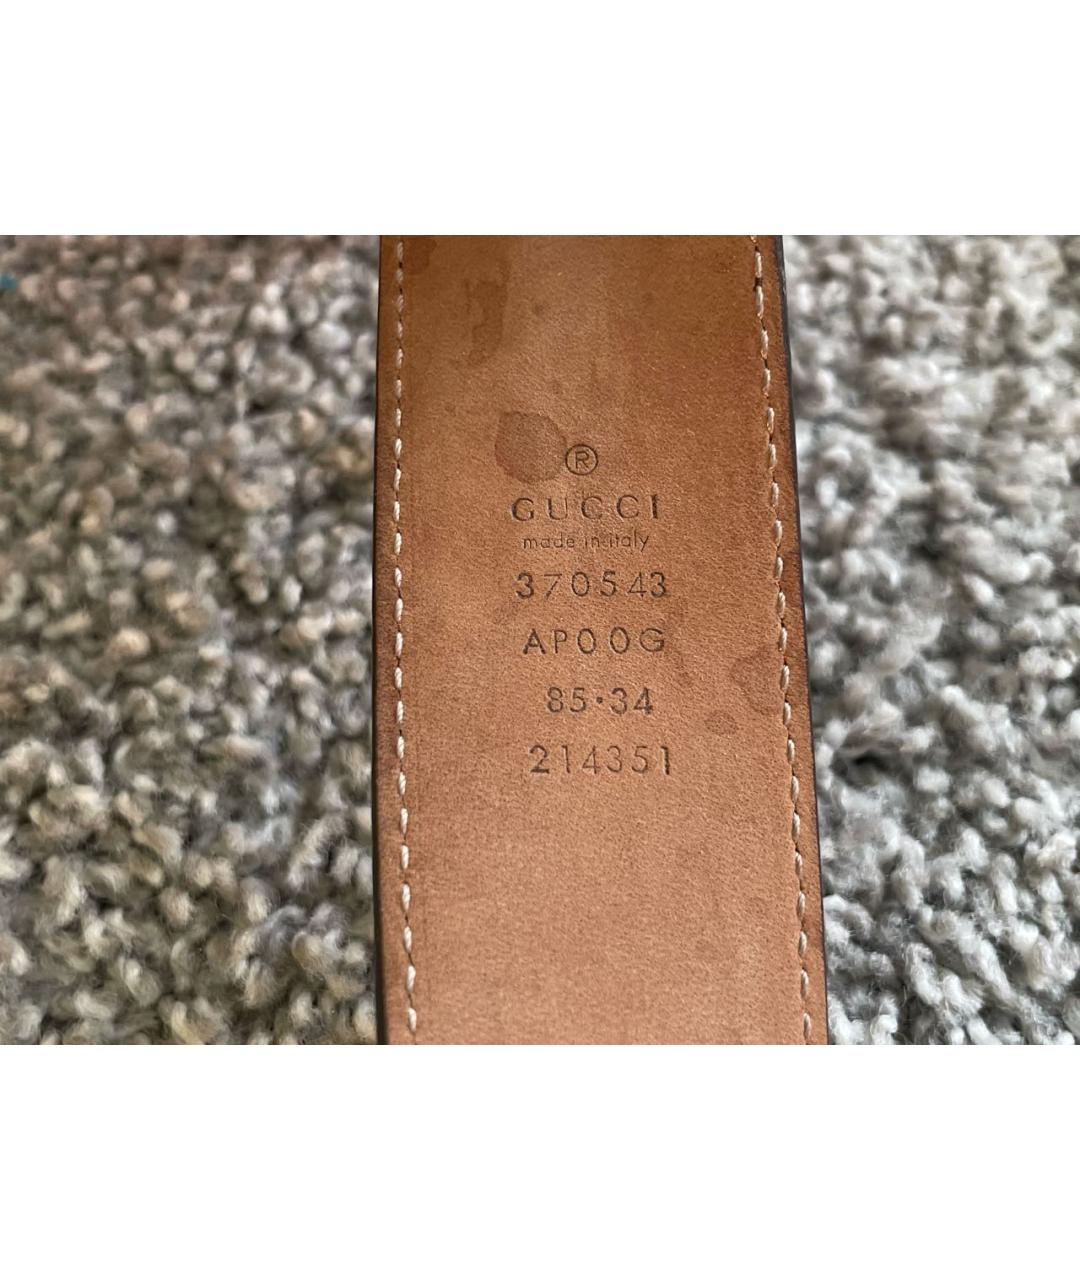 ®
GUCCI
made in italy
370543
AP00G
85·34
214351